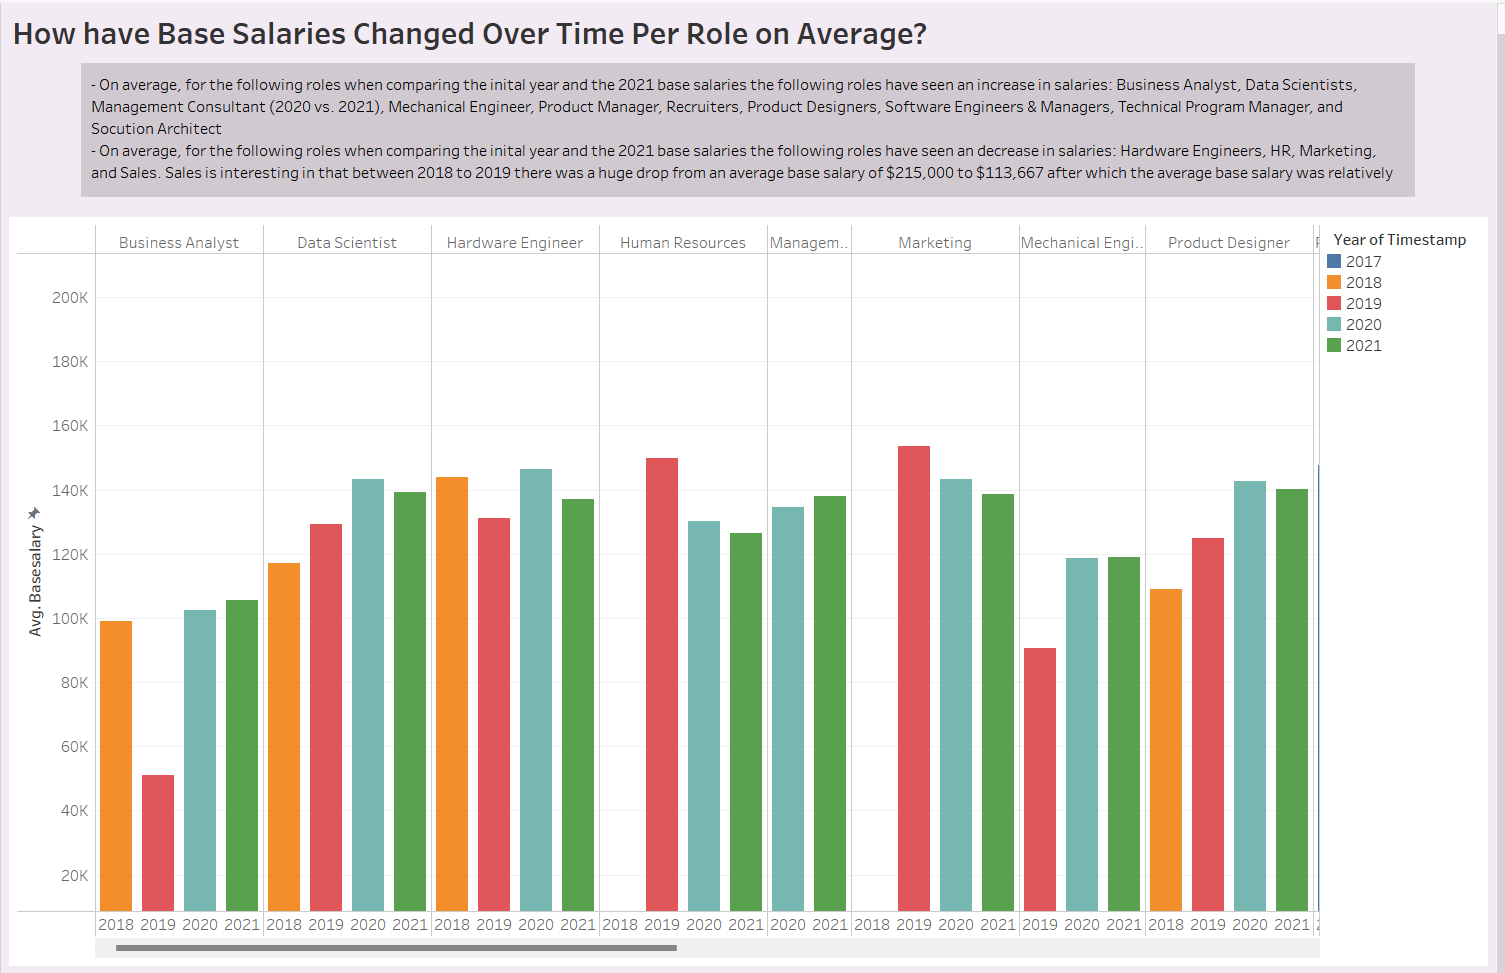 How have Base Salaries Changed Over Time Per Role on Average?
- On average, for the following roles when comparing the inital year and the 2021 base salaries the following roles have seen an increase in salaries: Business Analyst, Data Scientists,
Management Consultant (2020 vs. 2021), Mechanical Engineer, Product Manager, Recruiters, Product Designers, Software Engineers & Managers, Technical Program Manager, and
Socution Architect
- On average, for the following roles when comparing the inital year and the 2021 base salaries the following roles have seen an decrease in salaries: Hardware Engineers, HR, Marketing,
and Sales. Sales is interesting in that between 2018 to 2019 there was a huge drop from an average base salary of $215,000 to $113,667 after which the average base salary was relatively
Business Analyst Data Scientist Hardware Engineer Human Resources Managem.. Marketing Mechanical Engi.. Product Designer
Year of Timestamp
2017
2018
2019
2020
2021
200K
180K
160K
140K
120K
100K
80K
60K
40K
20K
Avg. Basesalary
2018 2019 2020 2021 2018 2019 2020 2021 2018 2019 2020 2021 2018 2019 2020 2021 2020 2021 2018 2019 2020 2021 2019 2020 2021 2018 2019 2020 2021